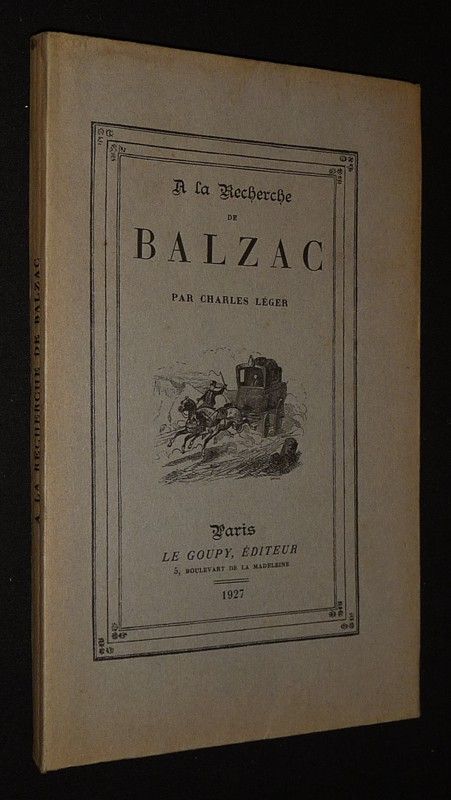 A la Recherche
DE
BALZAC
PAR CHARLES LÉGER
Paris
LE GOUPY, ÉDITEUR
5, BOULEVART DE LA MADELEINE
1927
A LA RECHERCHE DE BALZAC